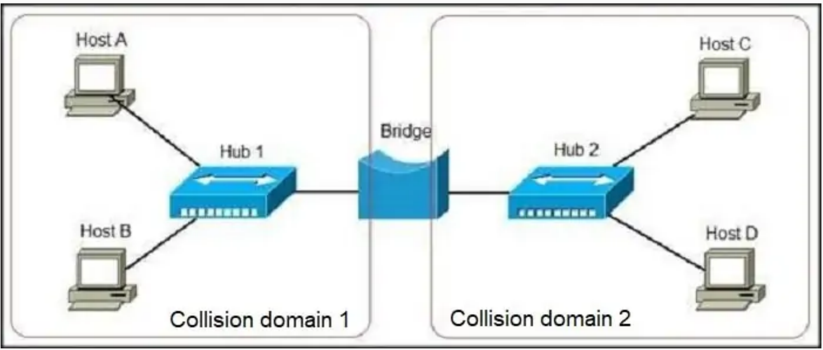 Host A
Host C
Bridge
Hub 1
Hub 2
Host B
Host D
Collision domain 1
Collision domain 2